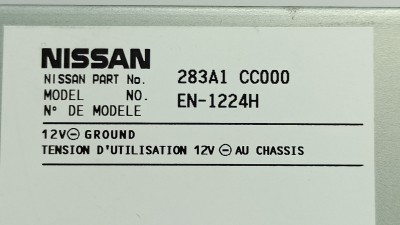 NISSAN
NISSAN PART No. 283A1 CC000
MODEL NO. EN-1224H
N° DE MODELE
12V⊖ GROUND
TENSION D'UTILISATION 12V ⊖ AU CHASSIS